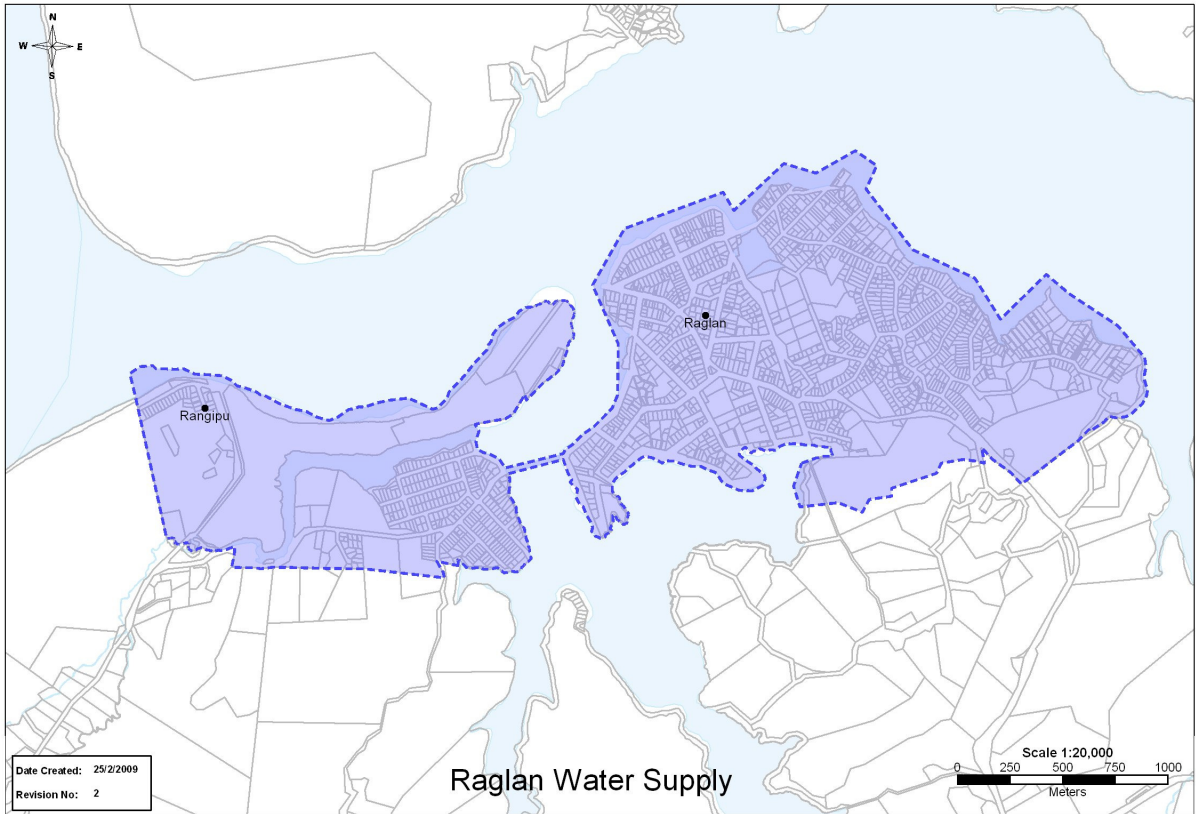 N
W E
S
Raglan
Rangipu
Scale 1:20,000
0 250 500 750 1000
Meters
Date Created: 25/2/2009
Revision No: 2
Raglan Water Supply